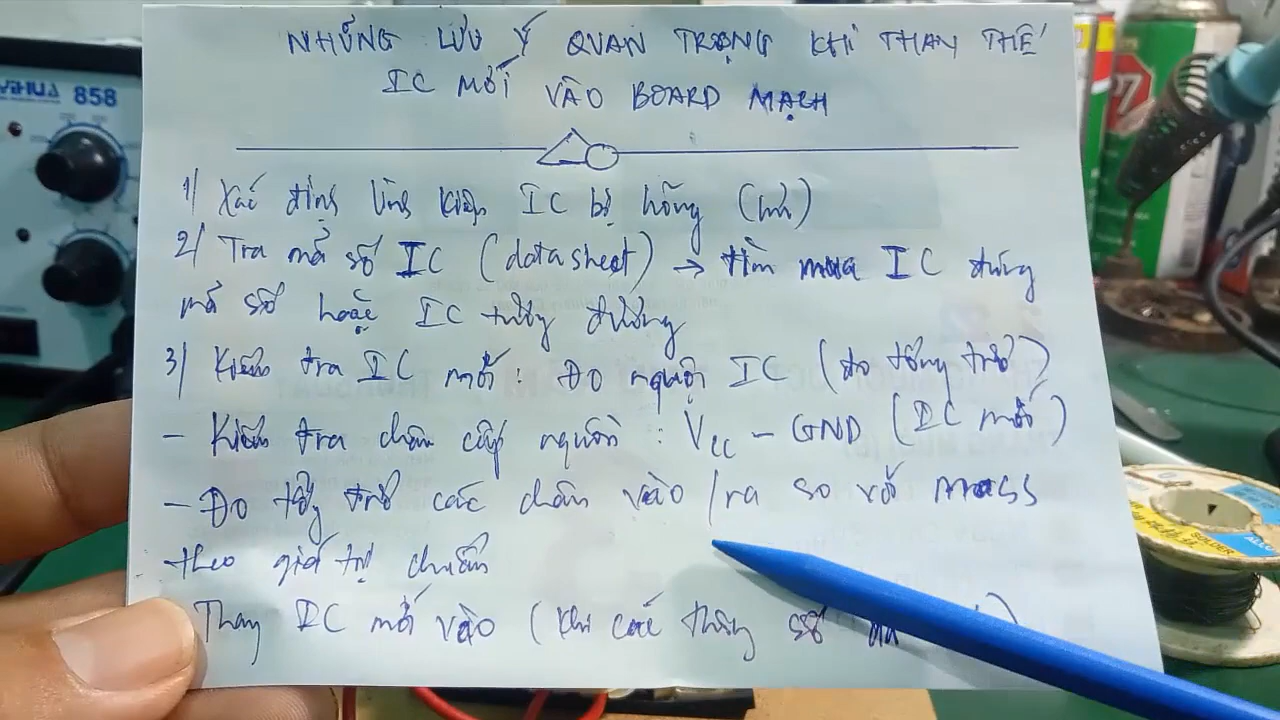 YIHUA 858
NHỮNG LƯU Ý QUAN TRỌNG KHI THAY THẾ
IC MỚI VÀO BOARD MẠCH
1) Xác định linh kiện IC bị hỏng (hư)
2) Tra mã số IC (datasheet) → tìm mua IC đúng
mã số hoặc IC tương đương
3) Kiểm tra IC mới : Đo nguội IC (đo tổng trở)
- Kiểm tra chân cấp nguồn : Vcc - GND (IC mới)
- Đo tổng trở các chân vào / ra so với mass
theo giá trị chuẩn
Thay IC mới vào (khi các thông số
SOLDER